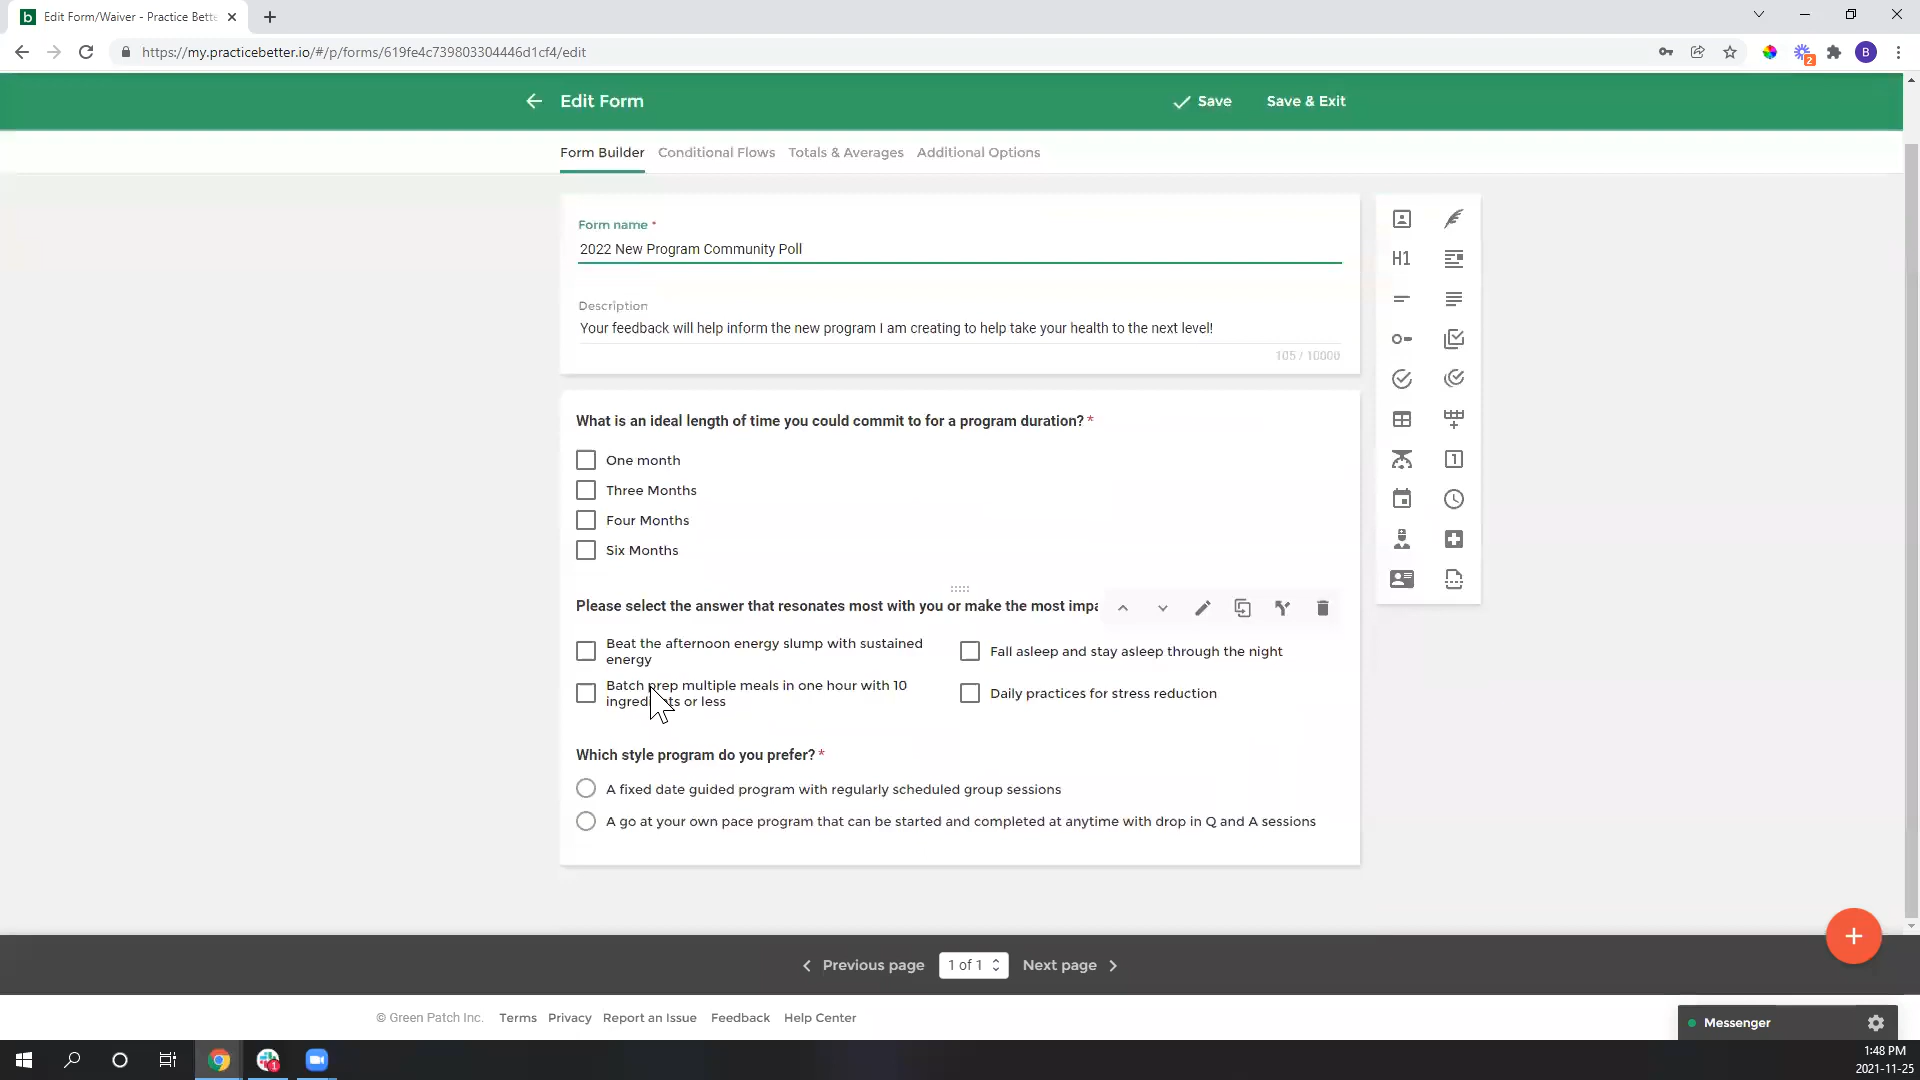 b Edit Form/Waiver - Practice Bette
https://my.practicebetter.io/#/p/forms/619fe4c739803304446d1cf4/edit
2
B
Edit Form
Save
Save & Exit
Form Builder
Conditional Flows
Totals & Averages
Additional Options
Form name *
2022 New Program Community Poll
Description
Your feedback will help inform the new program I am creating to help take your health to the next level!
105 / 10000
H1
1
What is an ideal length of time you could commit to for a program duration? *
One month
Three Months
Four Months
Six Months
Please select the answer that resonates most with you or make the most impa
Beat the afternoon energy slump with sustained
energy
Fall asleep and stay asleep through the night
Batch prep multiple meals in one hour with 10
ingredients or less
Daily practices for stress reduction
Which style program do you prefer? *
A fixed date guided program with regularly scheduled group sessions
A go at your own pace program that can be started and completed at anytime with drop in Q and A sessions
Previous page
1 of 1
Next page
© Green Patch Inc.
Terms
Privacy
Report an Issue
Feedback
Help Center
Messenger
1
1:48 PM
2021-11-25